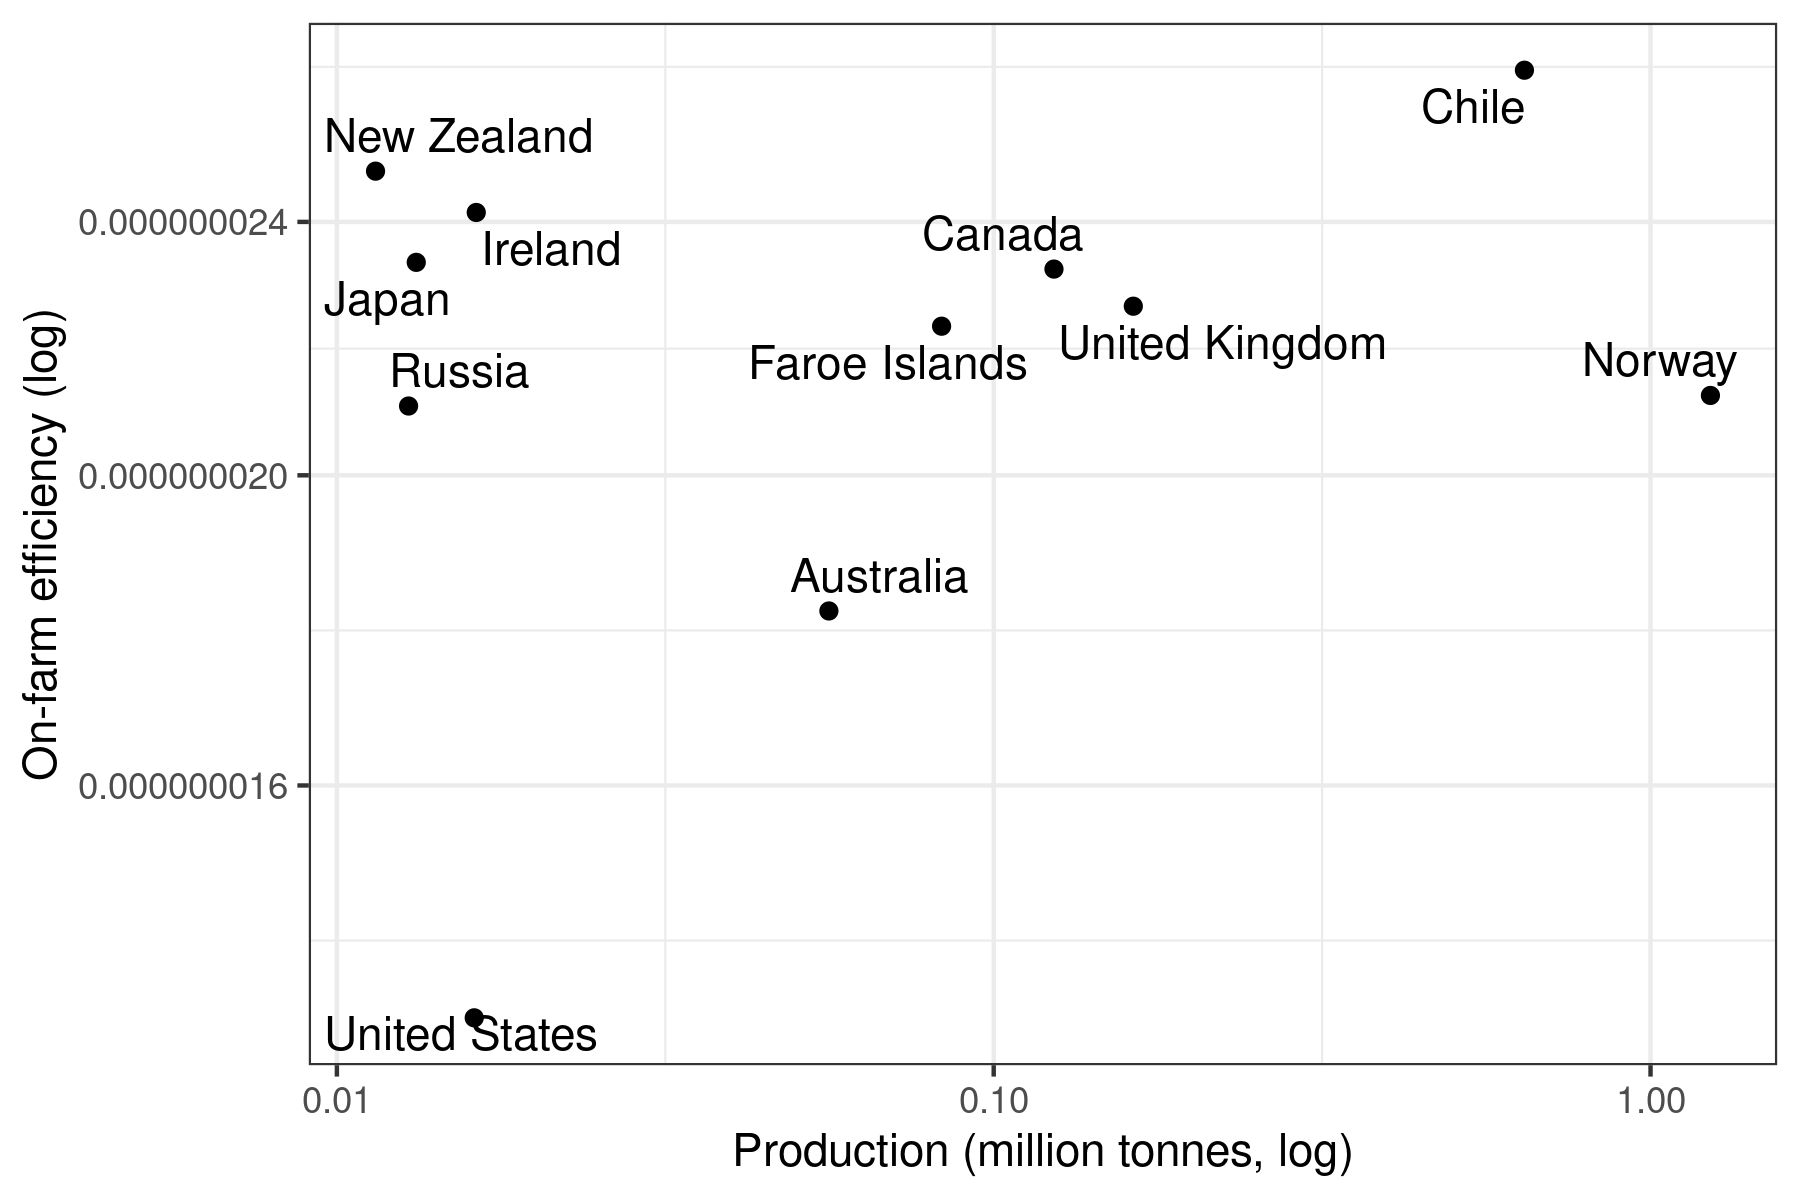 New Zealand
Ireland
Japan
Russia
Canada
United Kingdom
Faroe Islands
Chile
Norway
Australia
United States
0.000000024
0.000000020
0.000000016
On-farm efficiency (log)
0.01
0.10
1.00
Production (million tonnes, log)